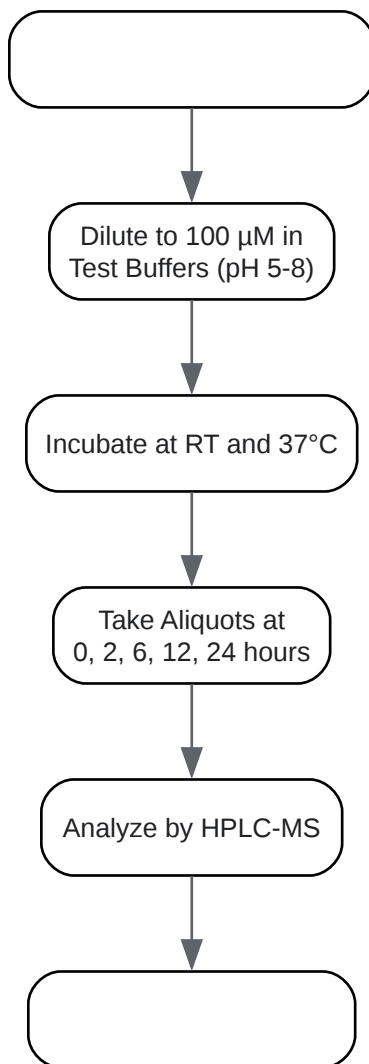 Dilute to 100 µM in
Test Buffers (pH 5-8)
Incubate at RT and 37°C
Take Aliquots at
0, 2, 6, 12, 24 hours
Analyze by HPLC-MS